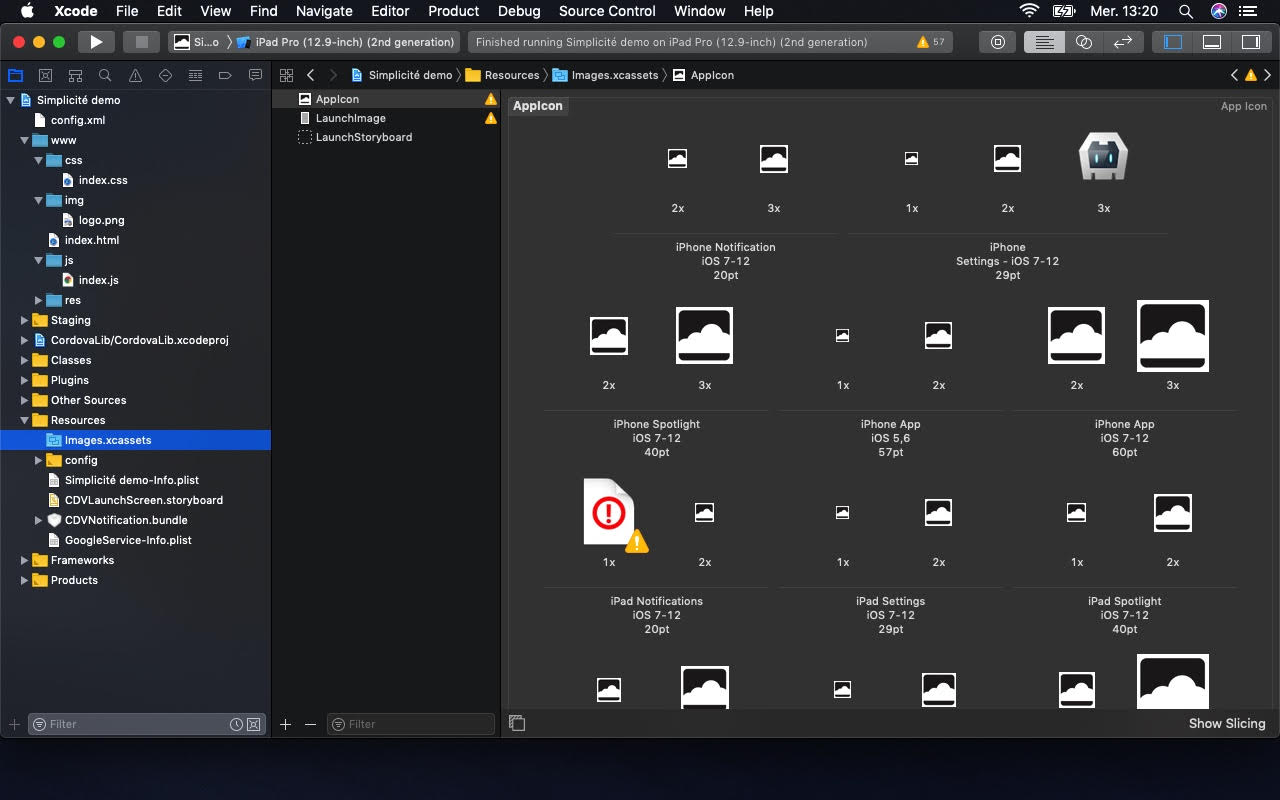 Xcode File Edit View Find Navigate Editor Product Debug Source Control Window Help Mer. 13:20
Si...o iPad Pro (12.9-inch) (2nd generation) Finished running Simplicité demo on iPad Pro (12.9-inch) (2nd generation) 57
Simplicité demo Resources Images.xcassets AppIcon
Simplicité demo
config.xml
www
css
index.css
img
logo.png
index.html
js
index.js
res
Staging
CordovaLib/CordovaLib.xcodeproj
Classes
Plugins
Other Sources
Resources
Images.xcassets
config
Simplicité demo-Info.plist
CDVLaunchScreen.storyboard
CDVNotification.bundle
GoogleService-Info.plist
Frameworks
Products
Filter
AppIcon
LaunchImage
LaunchStoryboard
Filter
AppIcon App Icon
2x 3x 1x 2x 3x
iPhone Notification
iOS 7-12
20pt
iPhone
Settings - iOS 7-12
29pt
2x 3x 1x 2x 2x 3x
iPhone Spotlight
iOS 7-12
40pt
iPhone App
iOS 5,6
57pt
iPhone App
iOS 7-12
60pt
1x 2x 1x 2x 1x 2x
iPad Notifications
iOS 7-12
20pt
iPad Settings
iOS 7-12
29pt
iPad Spotlight
iOS 7-12
40pt
Show Slicing